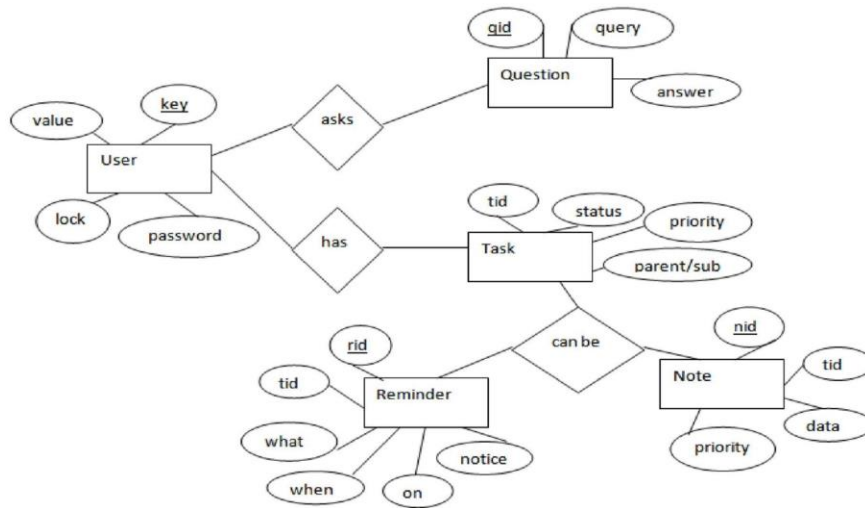 qid
query
Question
answer
asks
key
value
User
lock
password
has
tid
status
priority
Task
parent/sub
can be
rid
tid
Reminder
what
when
on
notice
nid
tid
Note
data
priority